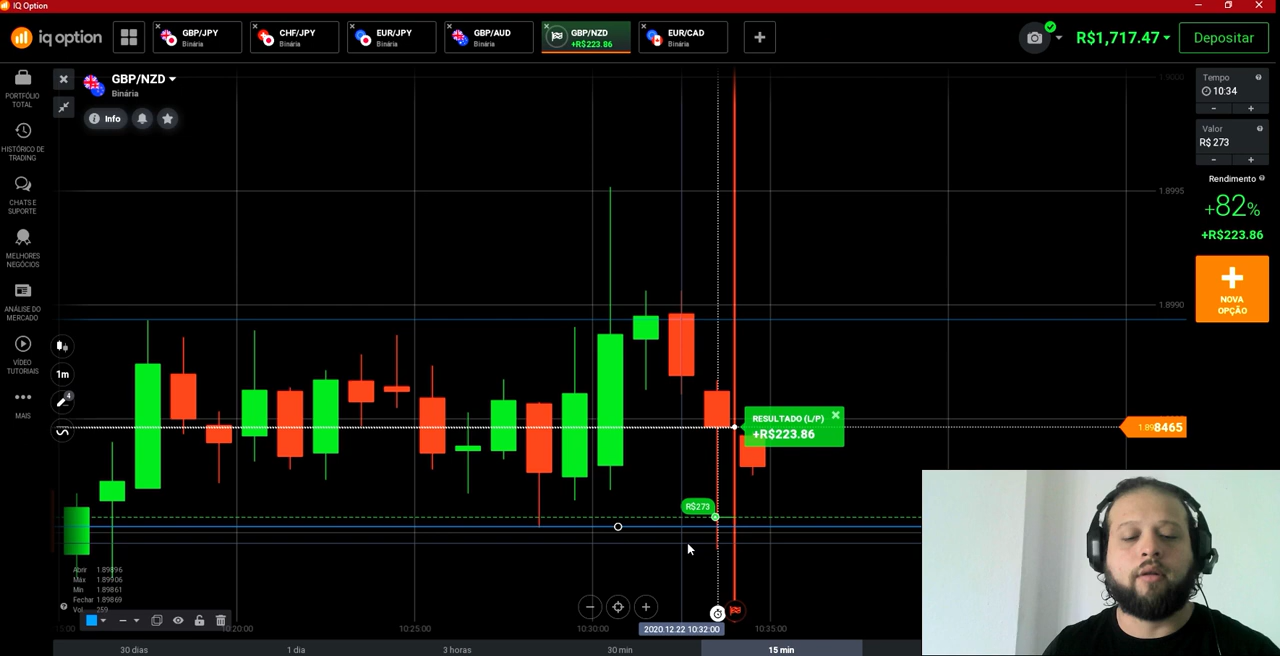 IQ Option
iq option
GBP/JPY
Binária
CHF/JPY
Binária
EUR/JPY
Binária
GBP/AUD
Binária
GBP/NZD
+R$223.86
EUR/CAD
Binária
R$1,717.47
Depositar
PORTFÓLIO
TOTAL
HISTÓRICO DE
TRADING
CHATS E
SUPORTE
MELHORES
NEGÓCIOS
ANÁLISE DO
MERCADO
VÍDEO
TUTORIAIS
MAIS
GBP/NZD
Binária
Info
1m
4
1.9000
1.8995
1.8990
1.898465
RESULTADO (L/P)
+R$223.86
R$273
Abrir 1.89896
Máx 1.89906
Mín 1.89861
Fechar 1.89869
Vol. 259
10:20:00
10:25:00
10:30:00
2020.12.22 10:32:00
10:35:00
30 dias
1 dia
3 horas
30 min
15 min
Tempo
10:34
Valor
R$ 273
Rendimento
+82%
+R$223.86
NOVA
OPÇÃO